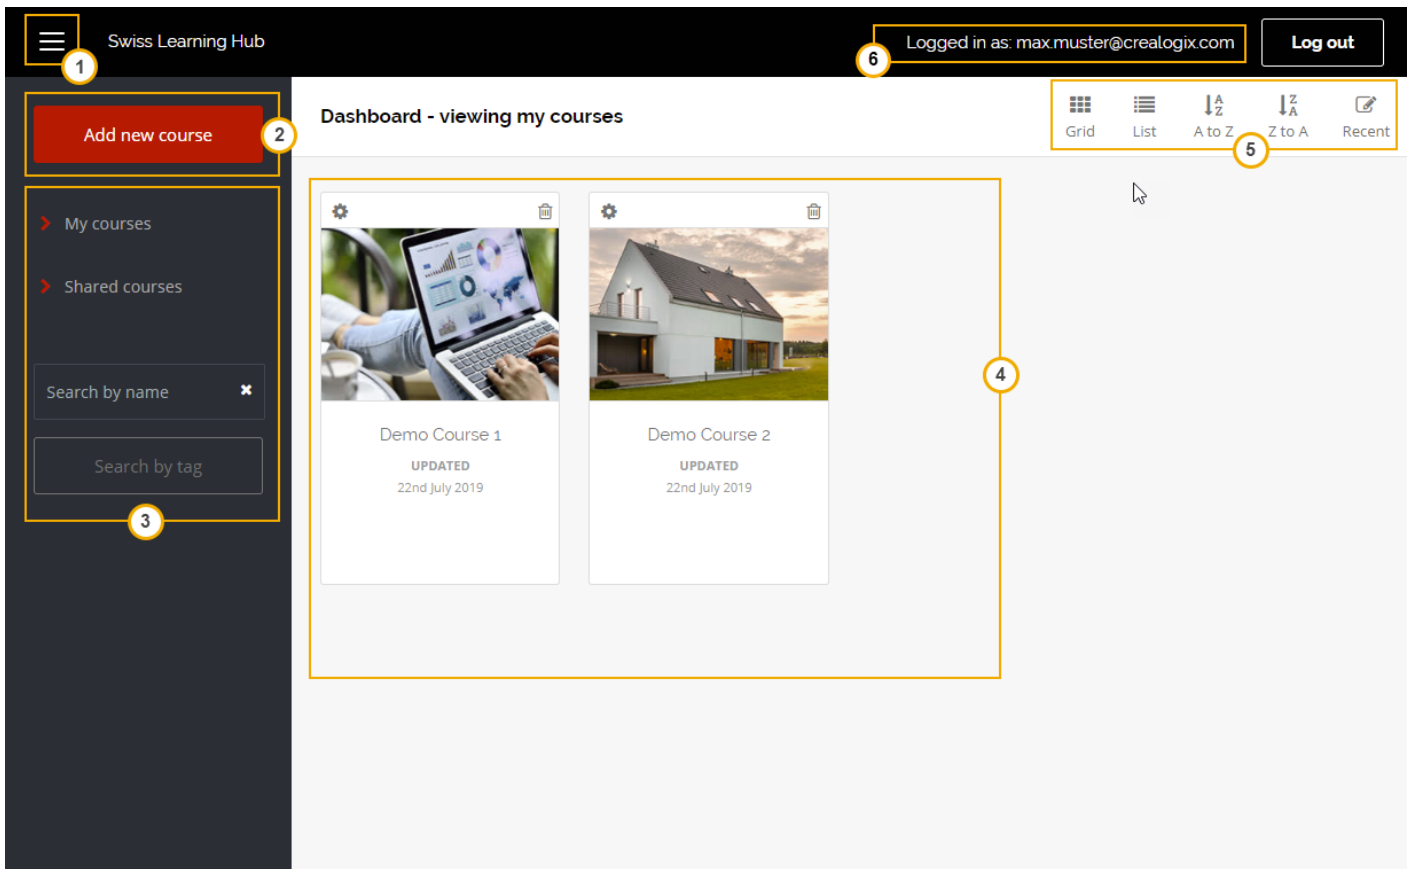 Swiss Learning Hub
Logged in as: max.muster@crealogix.com
Log out
1
6
Add new course
2
Dashboard - viewing my courses
Grid
List
A to Z
Z to A
Recent
5
My courses
Shared courses
Search by name
Search by tag
3
Demo Course 1
UPDATED
22nd July 2019
Demo Course 2
UPDATED
22nd July 2019
4